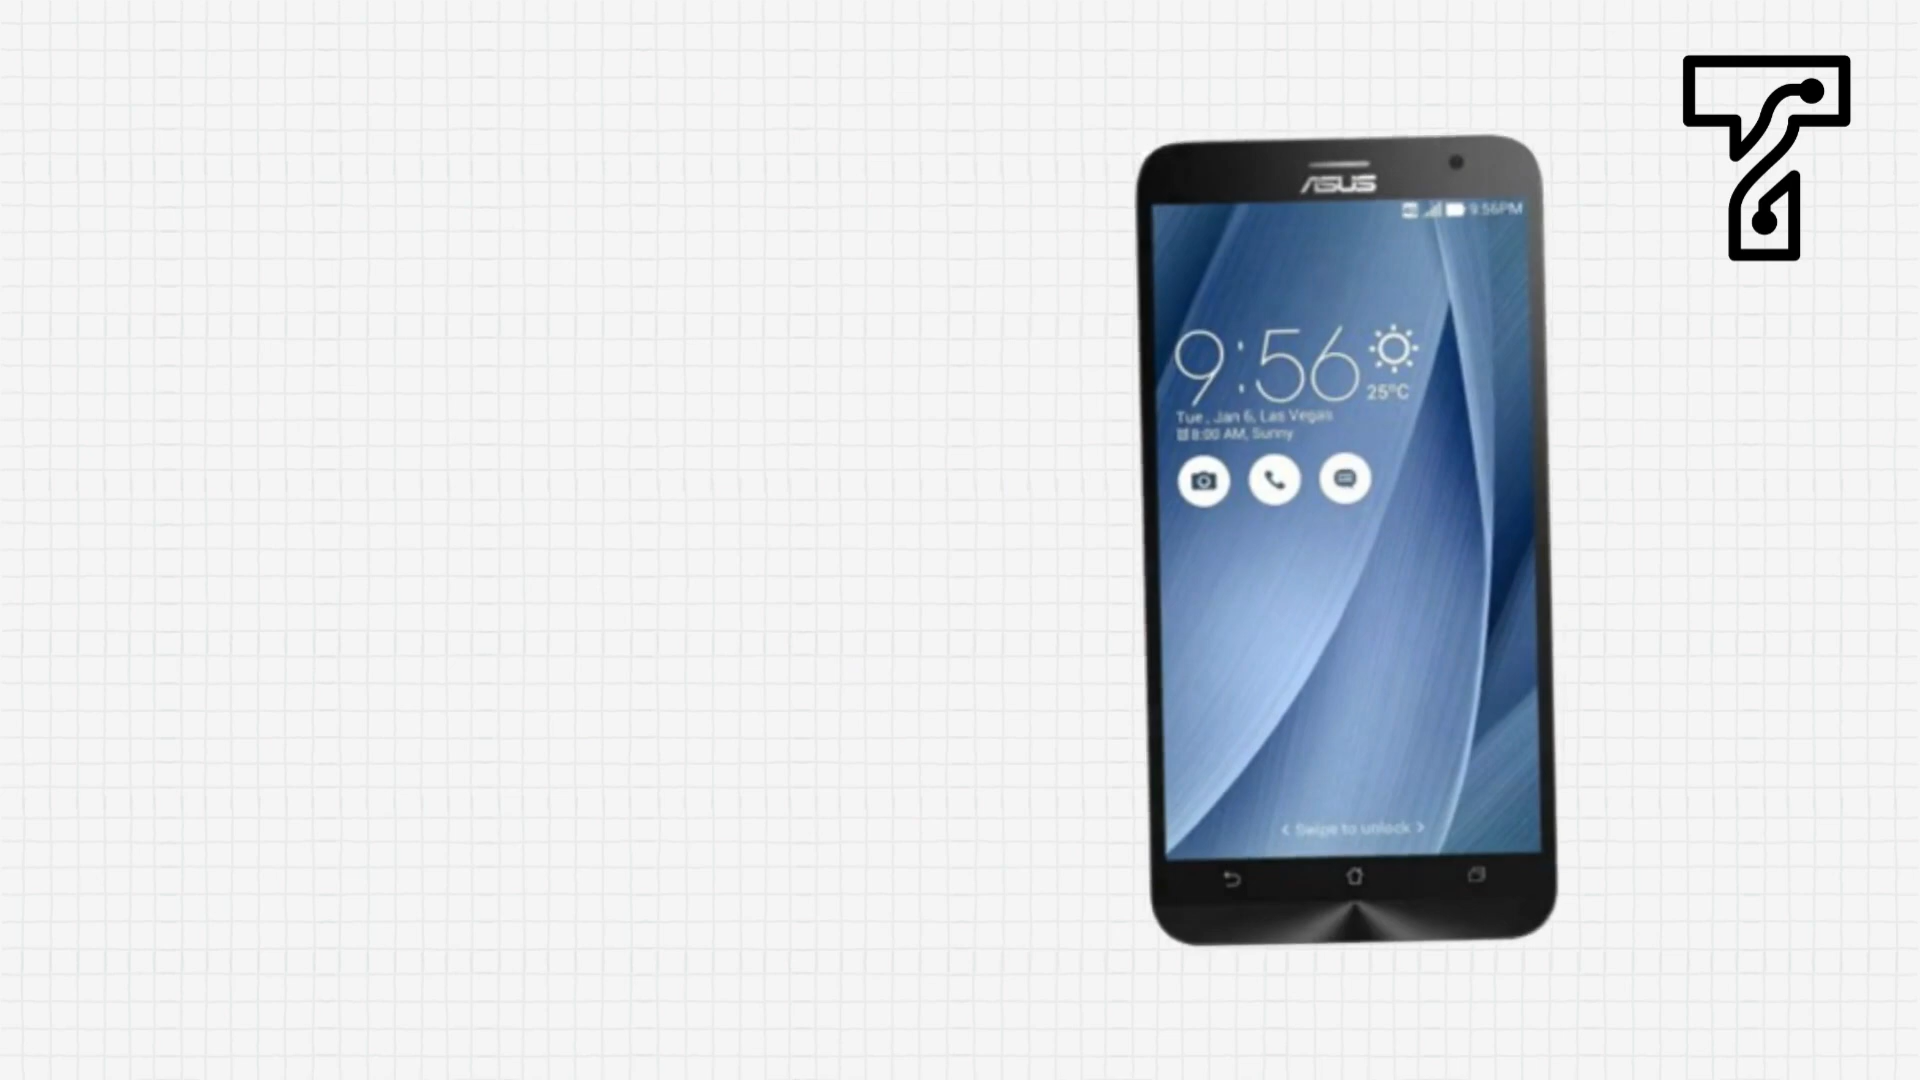 ASUS
9:56PM
9:56
25°C
Tue, Jan 6, Las Vegas
8:00 AM, Sunny
< Swipe to unlock >